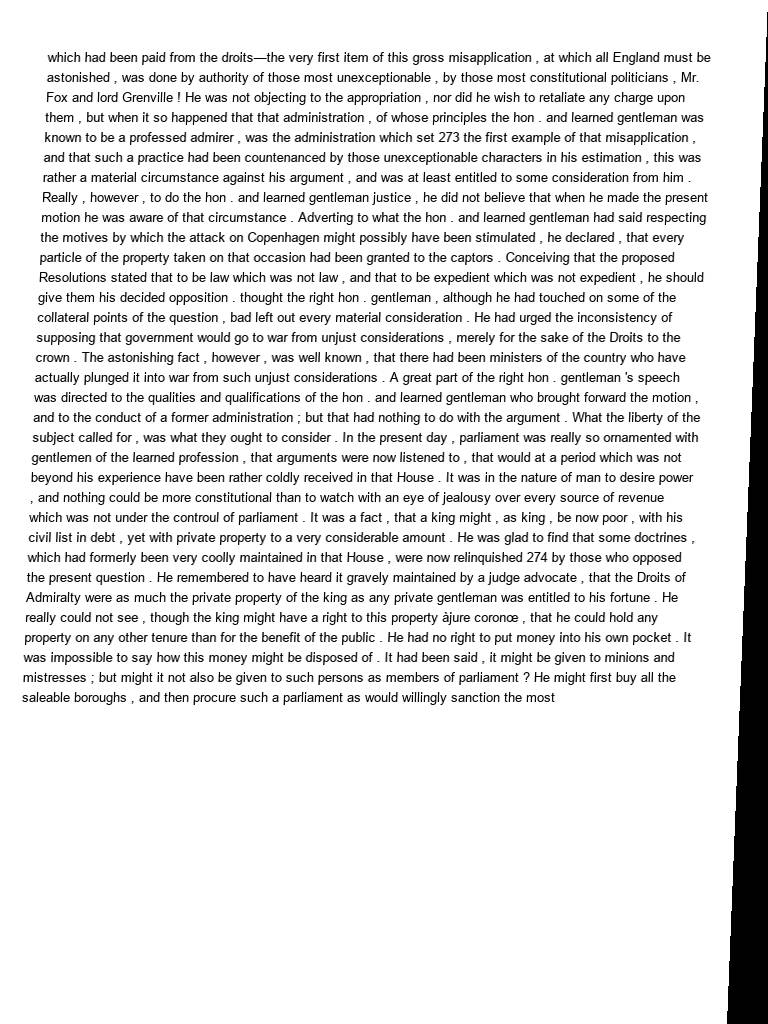 which had been paid from the droits—the very first item of this gross misapplication , at which all England must be
astonished , was done by authority of those most unexceptionable , by those most constitutional politicians , Mr.
Fox and lord Grenville ! He was not objecting to the appropriation , nor did he wish to retaliate any charge upon
them , but when it so happened that that administration , of whose principles the hon . and learned gentleman was
known to be a professed admirer , was the administration which set 273 the first example of that misapplication ,
and that such a practice had been countenanced by those unexceptionable characters in his estimation , this was
rather a material circumstance against his argument , and was at least entitled to some consideration from him .
Really , however , to do the hon . and learned gentleman justice , he did not believe that when he made the present
motion he was aware of that circumstance . Adverting to what the hon . and learned gentleman had said respecting
the motives by which the attack on Copenhagen might possibly have been stimulated , he declared , that every
particle of the property taken on that occasion had been granted to the captors . Conceiving that the proposed
Resolutions stated that to be law which was not law , and that to be expedient which was not expedient , he should
give them his decided opposition . thought the right hon . gentleman , although he had touched on some of the
collateral points of the question , bad left out every material consideration . He had urged the inconsistency of
supposing that government would go to war from unjust considerations , merely for the sake of the Droits to the
crown . The astonishing fact , however , was well known , that there had been ministers of the country who have
actually plunged it into war from such unjust considerations . A great part of the right hon . gentleman 's speech
was directed to the qualities and qualifications of the hon . and learned gentleman who brought forward the motion ,
and to the conduct of a former administration ; but that had nothing to do with the argument . What the liberty of the
subject called for , was what they ought to consider . In the present day , parliament was really so ornamented with
gentlemen of the learned profession , that arguments were now listened to , that would at a period which was not
beyond his experience have been rather coldly received in that House . It was in the nature of man to desire power
, and nothing could be more constitutional than to watch with an eye of jealousy over every source of revenue
which was not under the controul of parliament . It was a fact , that a king might , as king , be now poor , with his
civil list in debt , yet with private property to a very considerable amount . He was glad to find that some doctrines ,
which had formerly been very coolly maintained in that House , were now relinquished 274 by those who opposed
the present question . He remembered to have heard it gravely maintained by a judge advocate , that the Droits of
Admiralty were as much the private property of the king as any private gentleman was entitled to his fortune . He
really could not see , though the king might have a right to this property àjure coronœ , that he could hold any
property on any other tenure than for the benefit of the public . He had no right to put money into his own pocket . It
was impossible to say how this money might be disposed of . It had been said , it might be given to minions and
mistresses ; but might it not also be given to such persons as members of parliament ? He might first buy all the
saleable boroughs , and then procure such a parliament as would willingly sanction the most